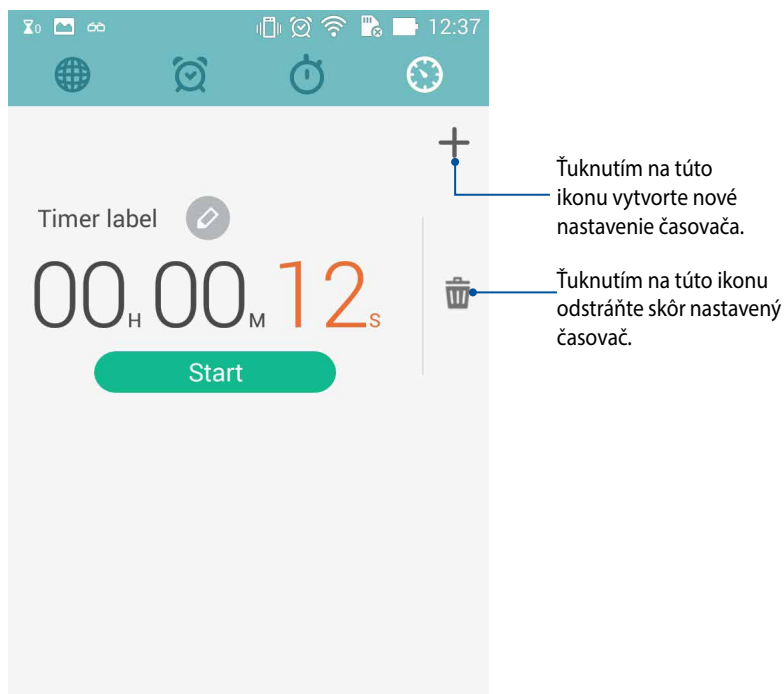 0 12:37
Ťuknutím na túto
ikonu vytvorte nové
nastavenie časovača.
Timer label
00H 00M 12S
Ťuknutím na túto ikonu
odstráňte skôr nastavený
časovač.
Start